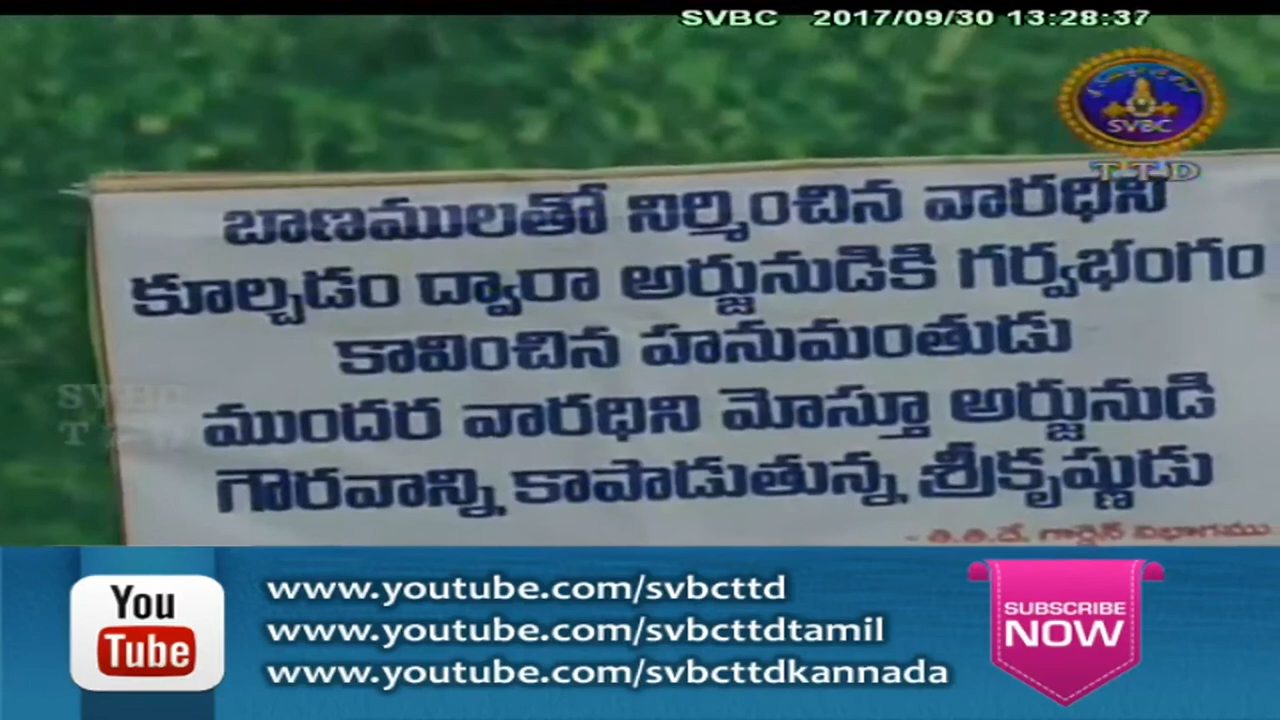 SVBC 2017/09/30 13:28:37
SVBC
TTD
బాణములతో నిర్మించిన వారధిని
కూల్చడం ద్వారా అర్జునుడికి గర్వభంగం
కావించిన హనుమంతుడు
ముందర వారధిని మోస్తూ అర్జునుడి
గౌరవాన్ని కాపాడుతున్న శ్రీకృష్ణుడు
- తి.తి.దే. గార్డెన్ విభాగము
You
Tube
www.youtube.com/svbcttd
www.youtube.com/svbcttdtamil
www.youtube.com/svbcttdkannada
SUBSCRIBE
NOW